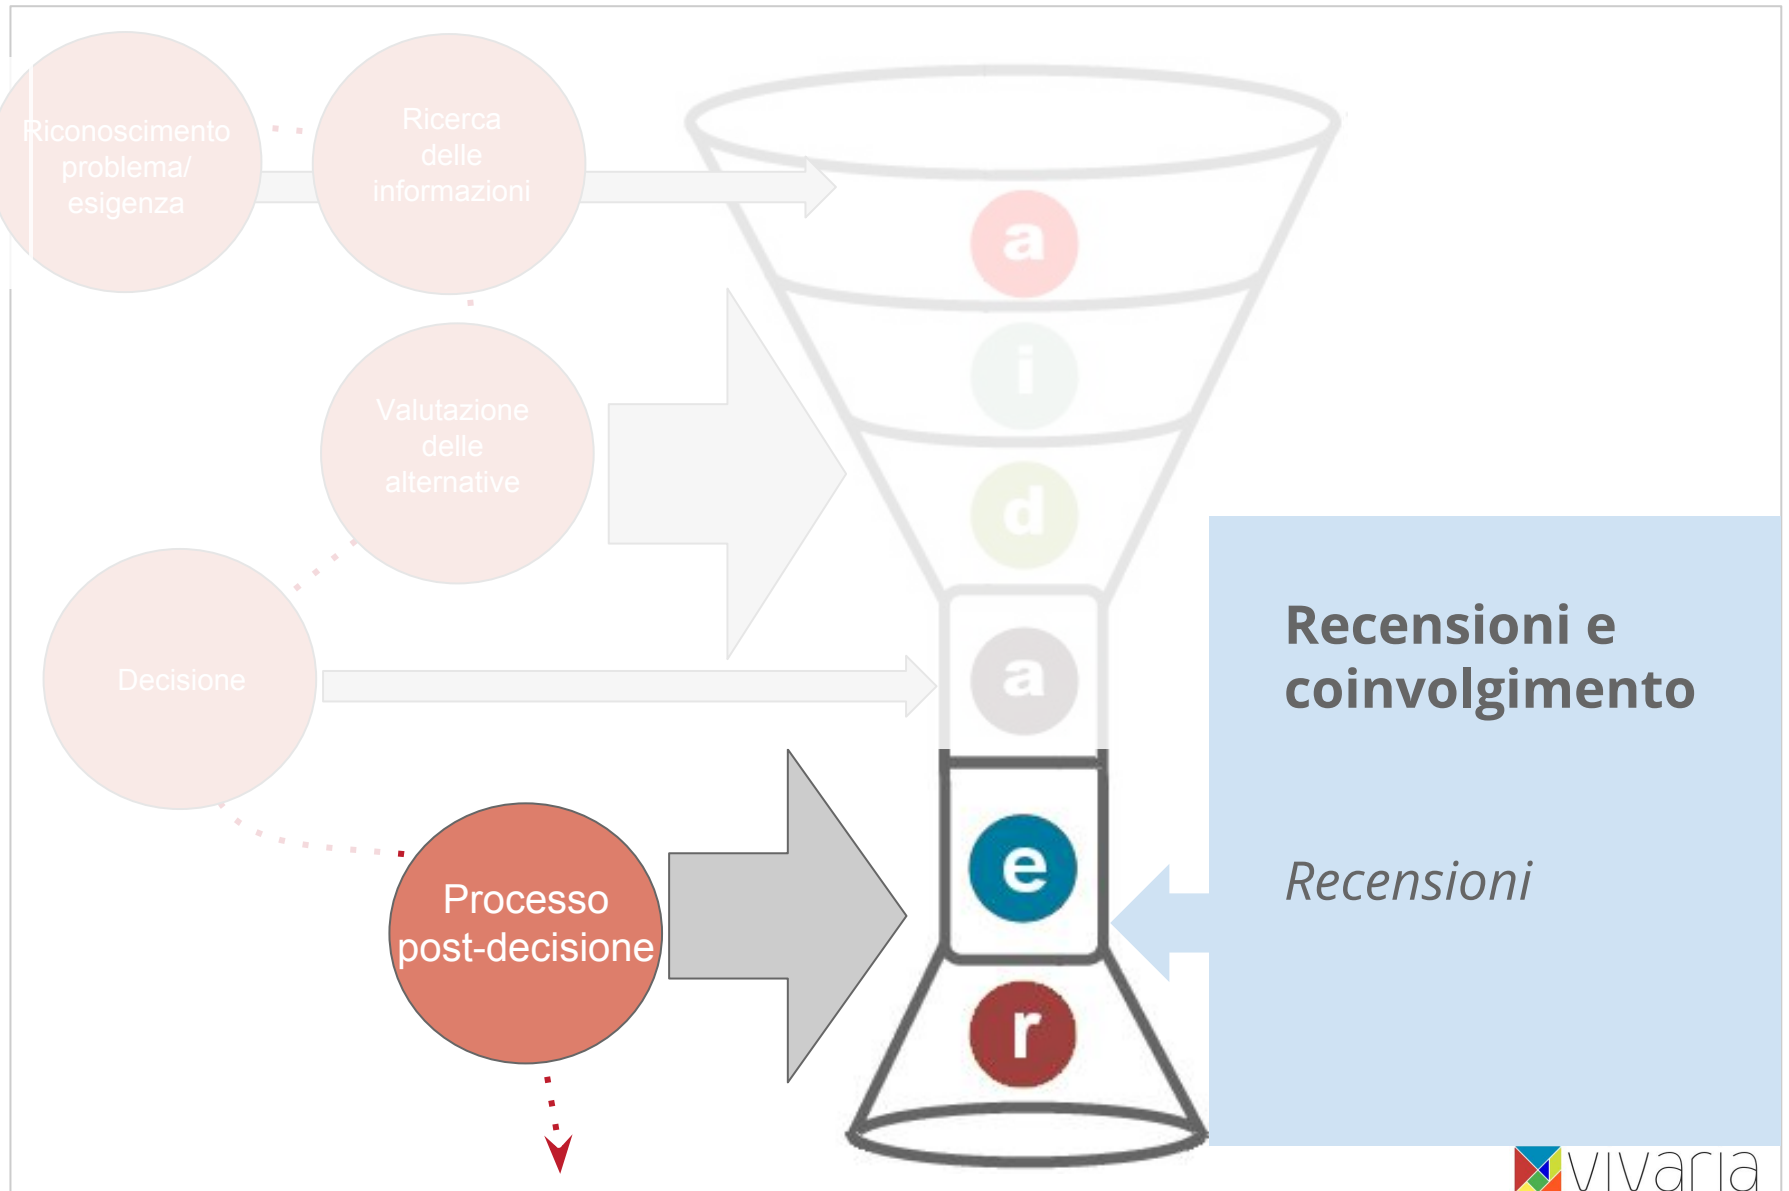 Riconoscimento
problema/
esigenza
Ricerca
delle
informazioni
a
i
Valutazione
delle
alternative
d
Decisione
a
Recensioni e
coinvolgimento
e
Recensioni
Processo
post-decisione
r
vivaria